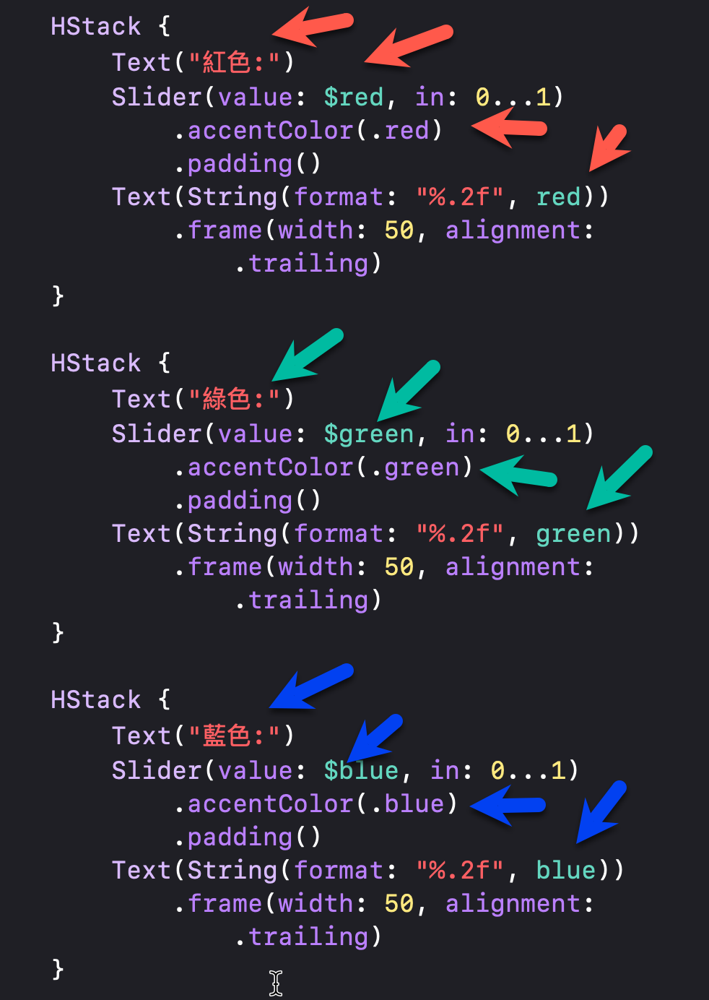 HStack {
Text("紅色:")
Slider(value: $red, in: 0...1)
.accentColor(.red)
.padding()
Text(String(format: "%.2f", red))
.frame(width: 50, alignment:
.trailing)
}
HStack {
Text("綠色:")
Slider(value: $green, in: 0...1)
.accentColor(.green)
.padding()
Text(String(format: "%.2f", green))
.frame(width: 50, alignment:
.trailing)
}
HStack {
Text("藍色:")
Slider(value: $blue, in: 0...1)
.accentColor(.blue)
.padding()
Text(String(format: "%.2f", blue))
.frame(width: 50, alignment:
.trailing)
}